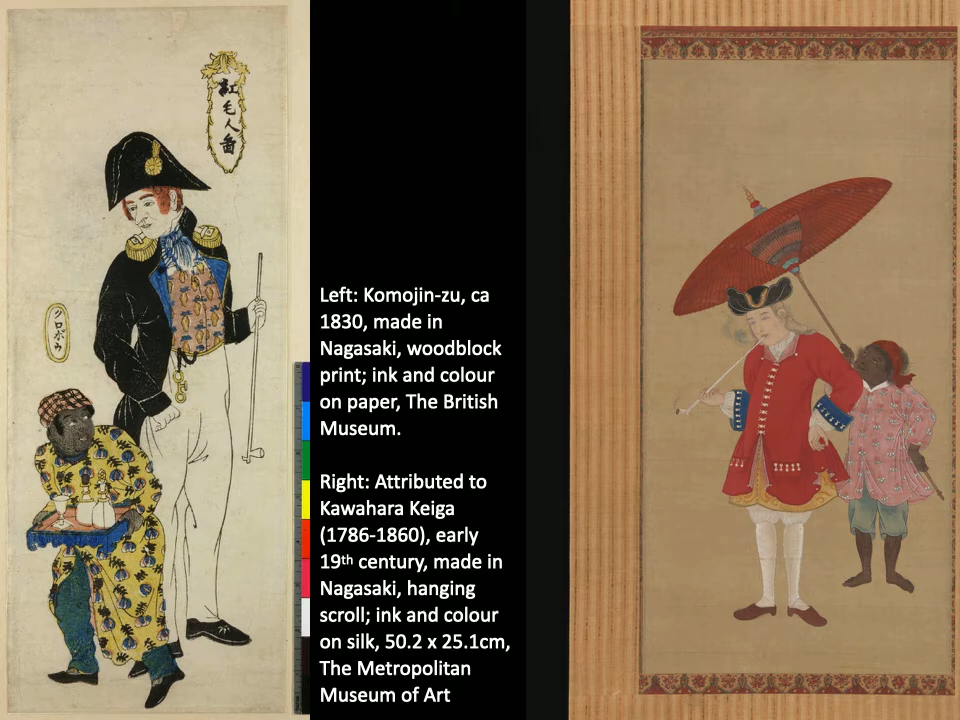 紅毛人圖
クロボウ
Left: Komojin-zu, ca
1830, made in
Nagasaki, woodblock
print; ink and colour
on paper, The British
Museum.
Right: Attributed to
Kawahara Keiga
(1786-1860), early
19th century, made in
Nagasaki, hanging
scroll; ink and colour
on silk, 50.2 x 25.1cm,
The Metropolitan
Museum of Art